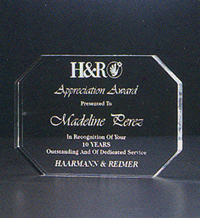 H&R
Appreciation Award
Presented To
Madeline Perez
In Recognition Of Your
10 YEARS
Outstanding And Of Dedicated Service
HAARMANN & REIMER